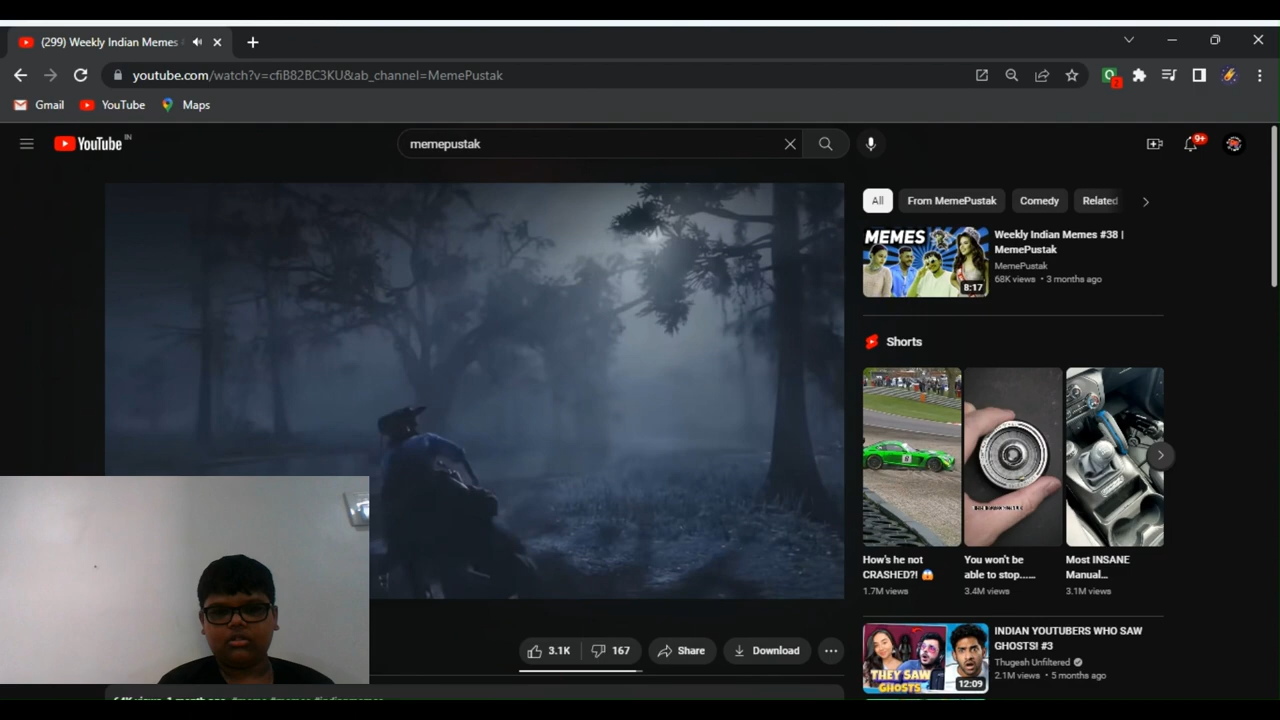 (299) Weekly Indian Memes
youtube.com/watch?v=cfiB82BC3KU&ab_channel=MemePustak
2
Gmail
YouTube
Maps
YouTube IN
memepustak
9+
All
From MemePustak
Comedy
Related
MEMES
8:17
Weekly Indian Memes #38 |
MemePustak
MemePustak
68K views • 3 months ago
Shorts
How's he not
CRASHED?! 😱
1.7M views
You won't be
able to stop......
3.4M views
Most INSANE
Manual...
3.1M views
3.1K
167
Share
Download
THEY SAW
GHOSTS
12:09
INDIAN YOUTUBERS WHO SAW
GHOSTS! #3
Thugesh Unfiltered
2.1M views • 5 months ago